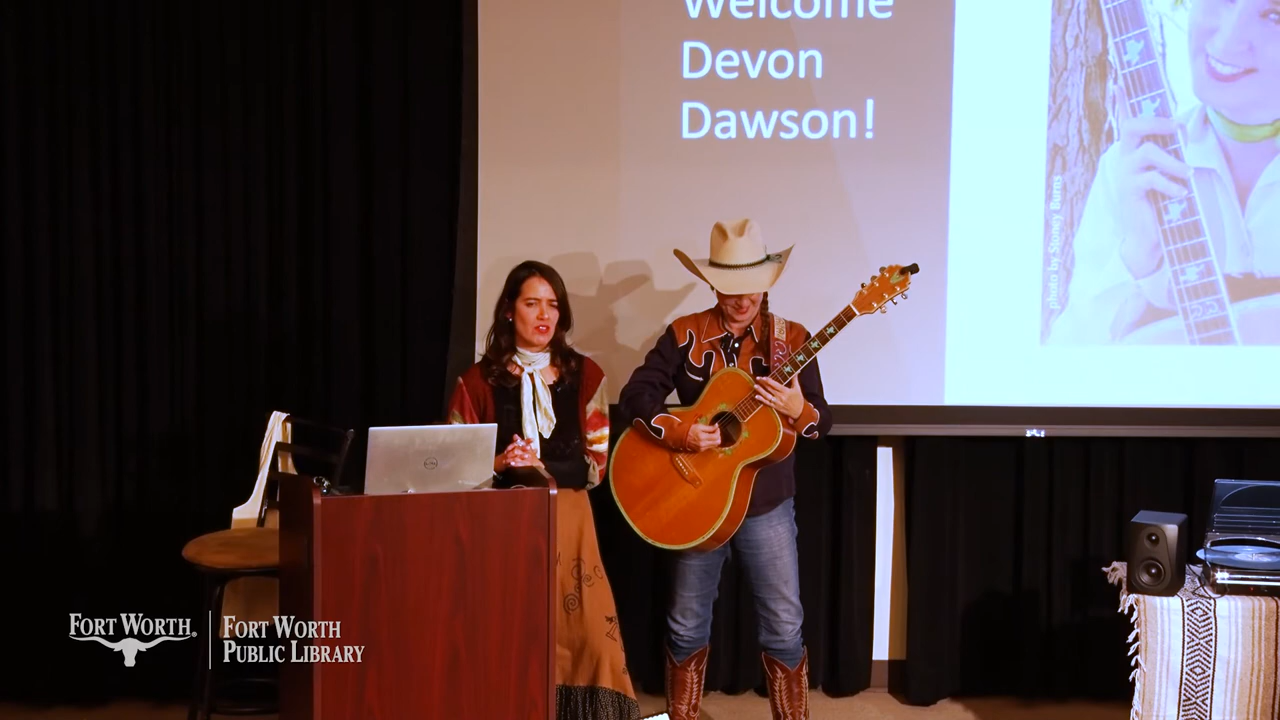 Welcome
Devon
Dawson!
photo by Stoney Burns
DELL
FORT WORTH®
FORT WORTH
PUBLIC LIBRARY